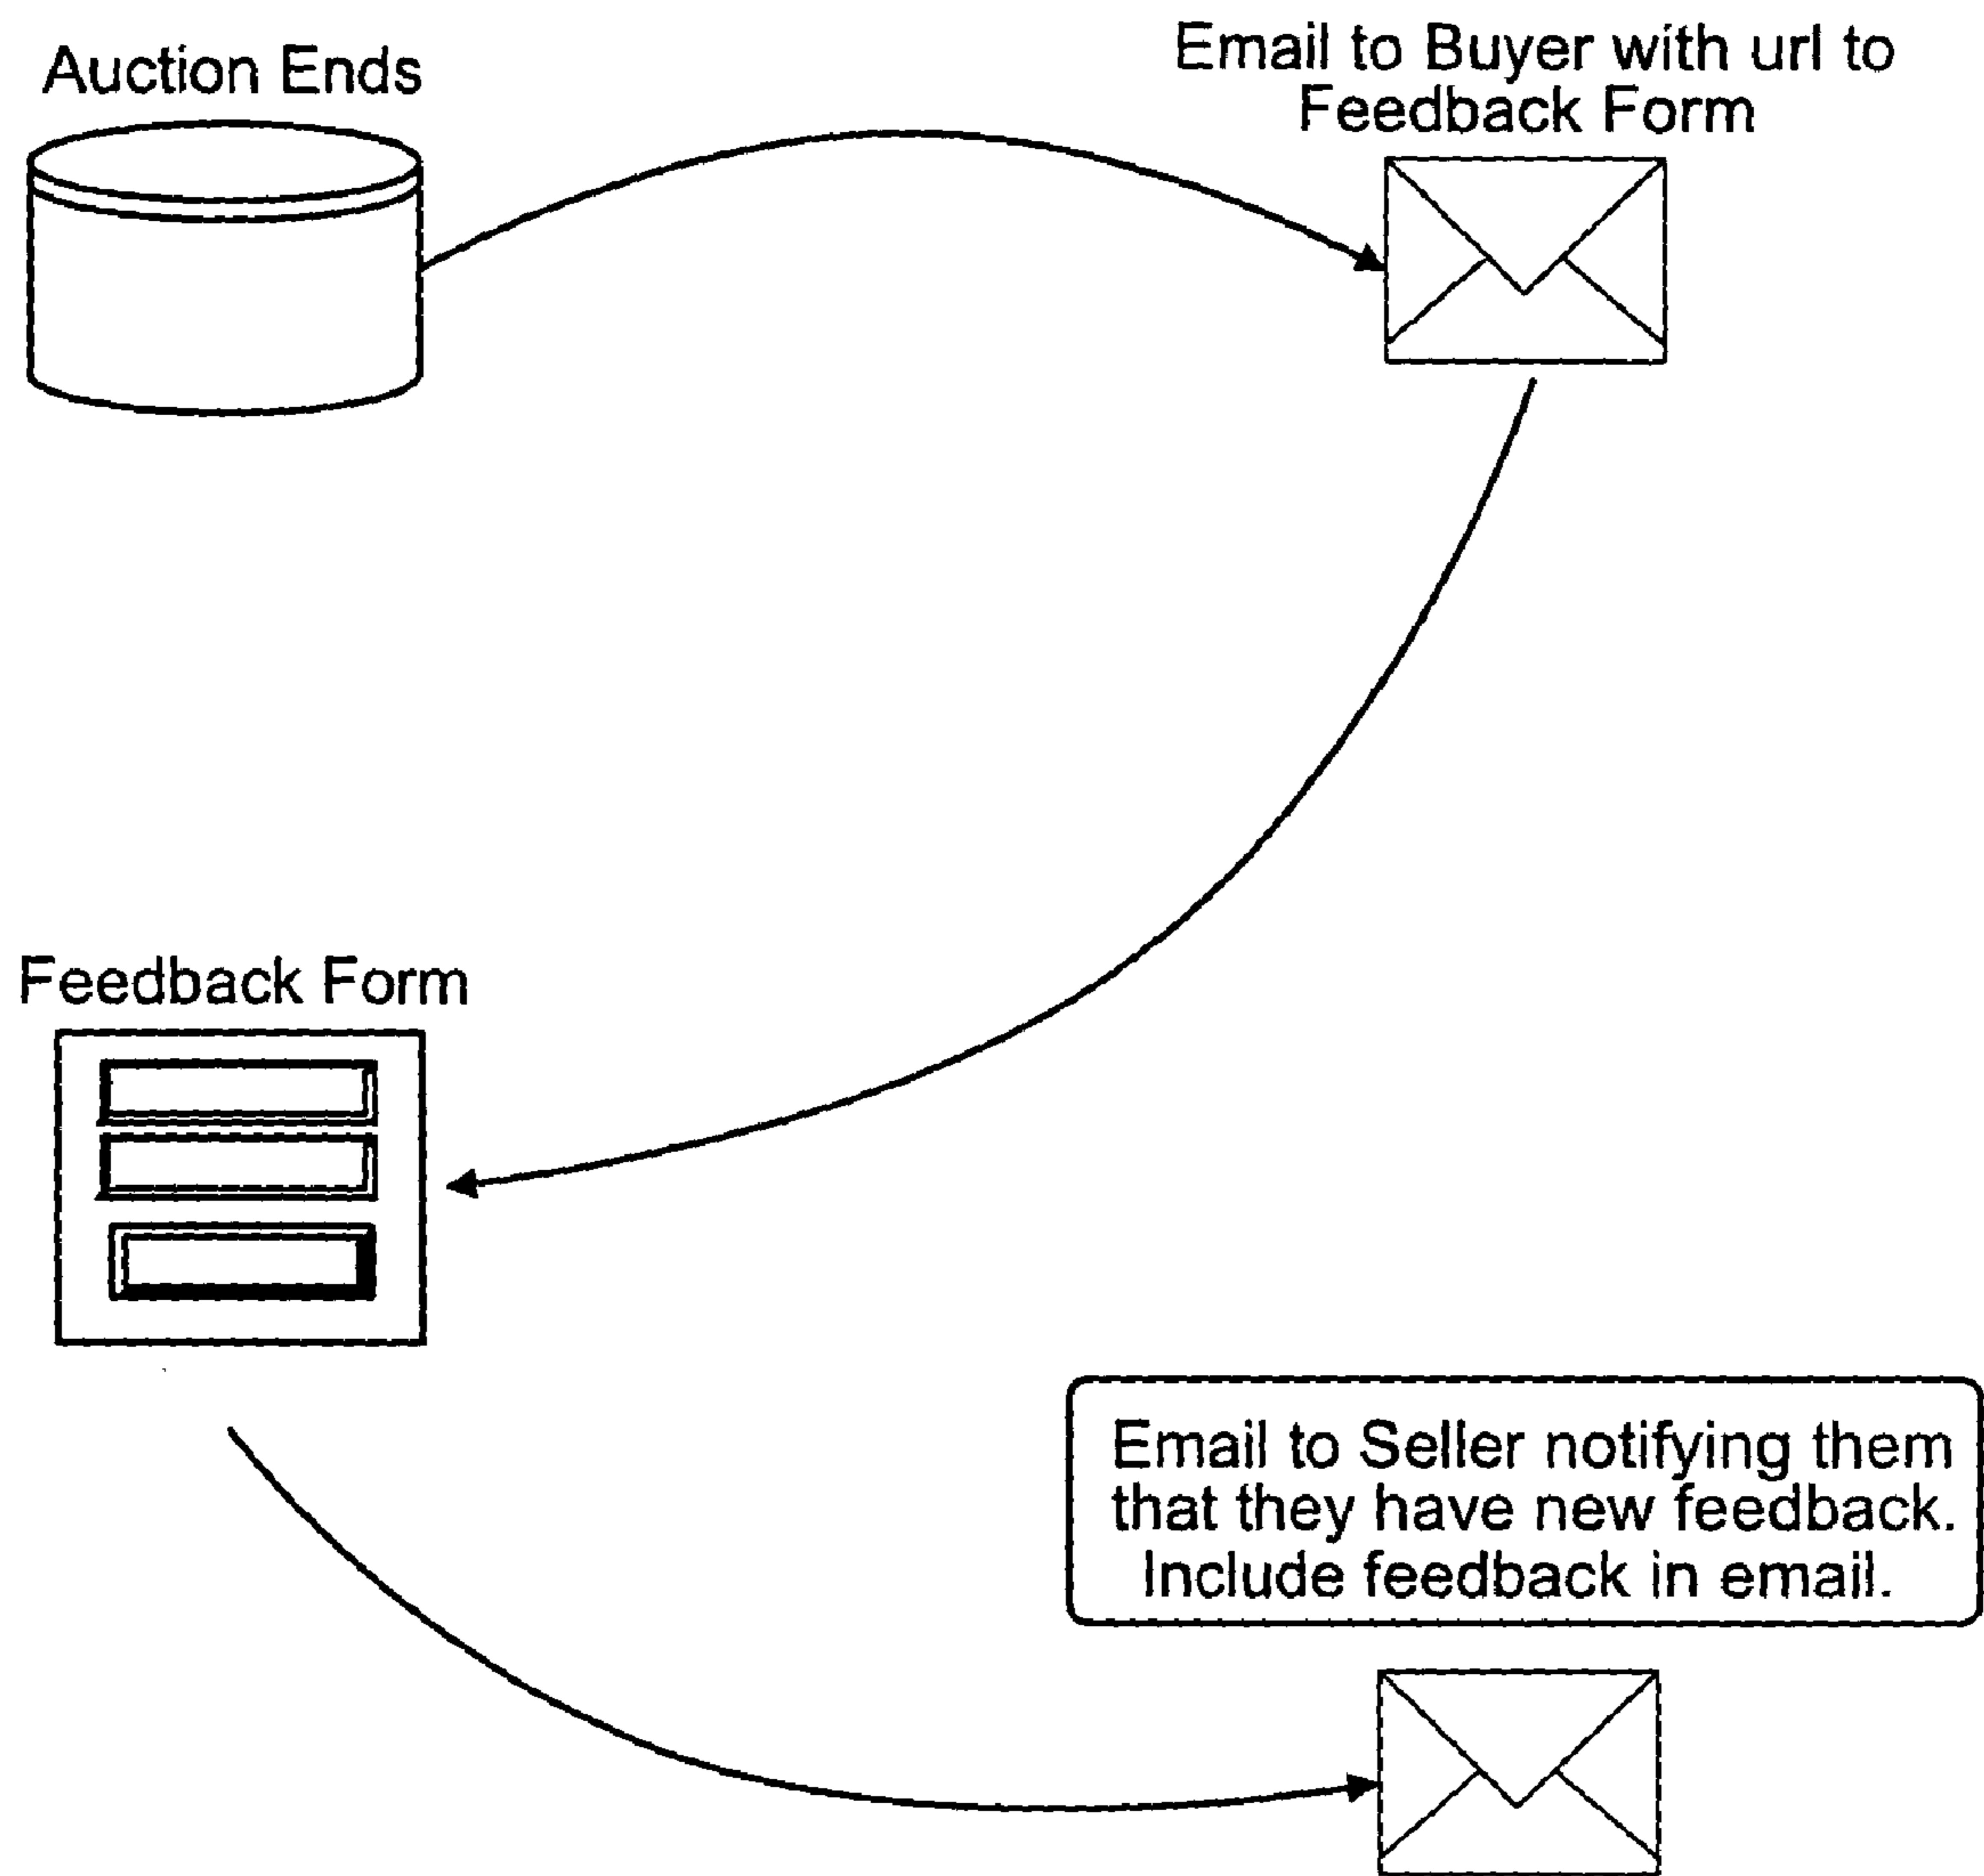 Auction Ends
Email to Buyer with url to
Feedback Form
Feedback Form
Email to Seller notifying them
that they have new feedback.
Include feedback in email.